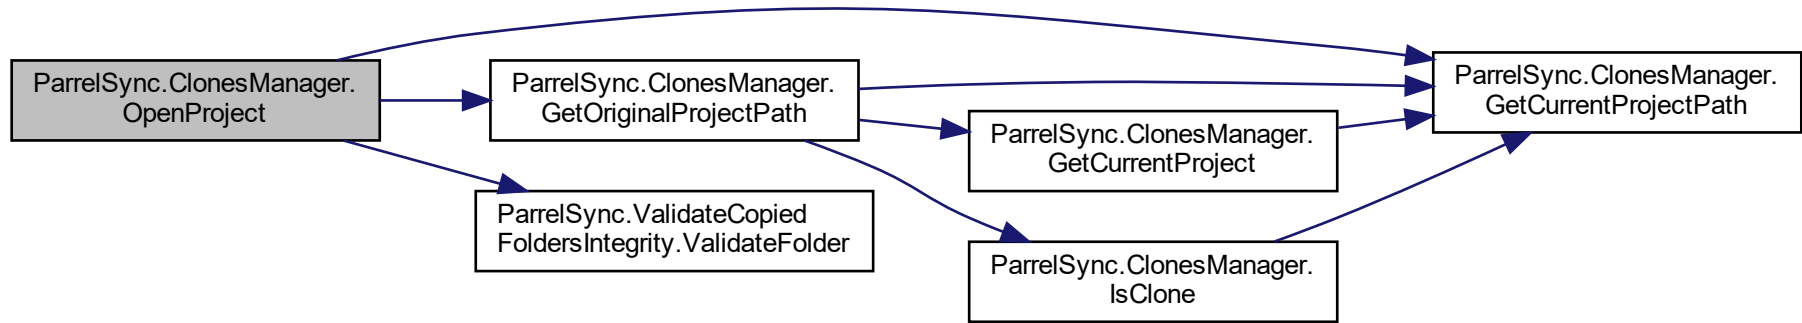 ParrelSync.ClonesManager.
OpenProject
ParrelSync.ClonesManager.
GetOriginalProjectPath
ParrelSync.ValidateCopied
FoldersIntegrity.ValidateFolder
ParrelSync.ClonesManager.
GetCurrentProject
ParrelSync.ClonesManager.
IsClone
ParrelSync.ClonesManager.
GetCurrentProjectPath